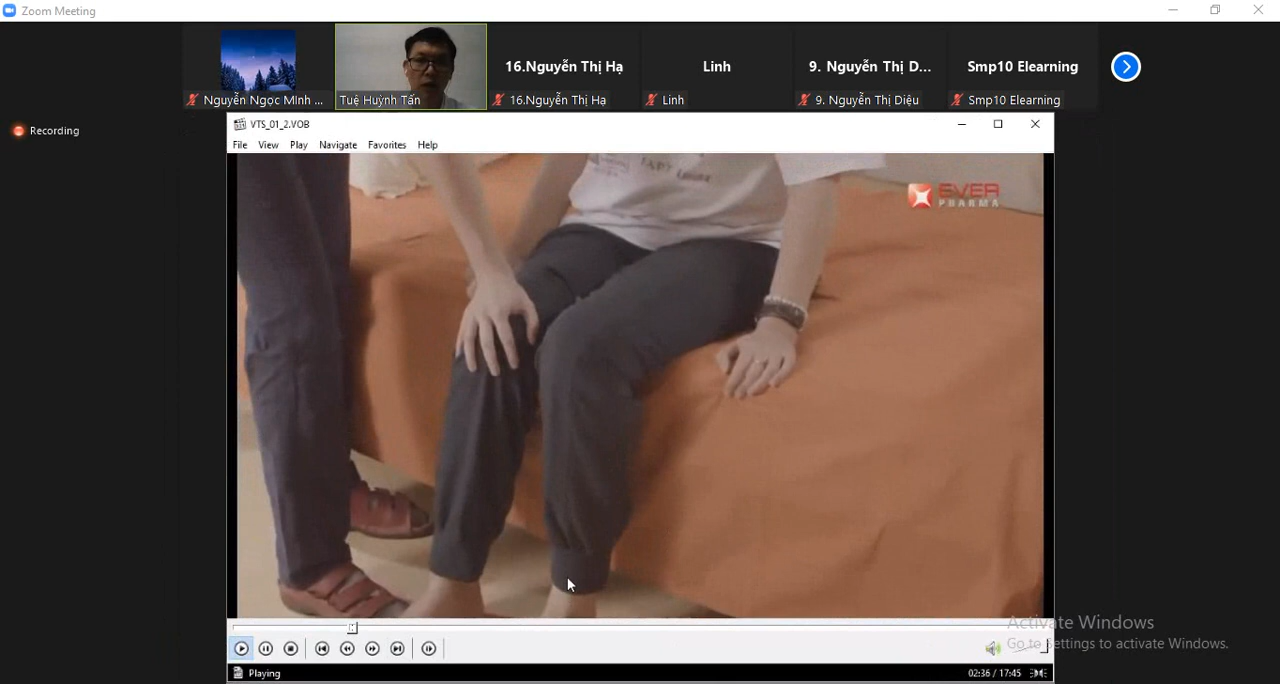 Zoom Meeting
16.Nguyễn Thị Hạ
Linh
9. Nguyễn Thị D...
Smp10 Elearning
Nguyễn Ngọc Minh ...
Tuệ Huỳnh Tấn
16.Nguyễn Thị Hạ
Linh
9. Nguyễn Thị Diệu
Smp10 Elearning
Recording
VTS_01_2.VOB
File View Play Navigate Favorites Help
EVER
PHARMA
Activate Windows
Go to Settings to activate Windows.
Playing
02:36 / 17:45